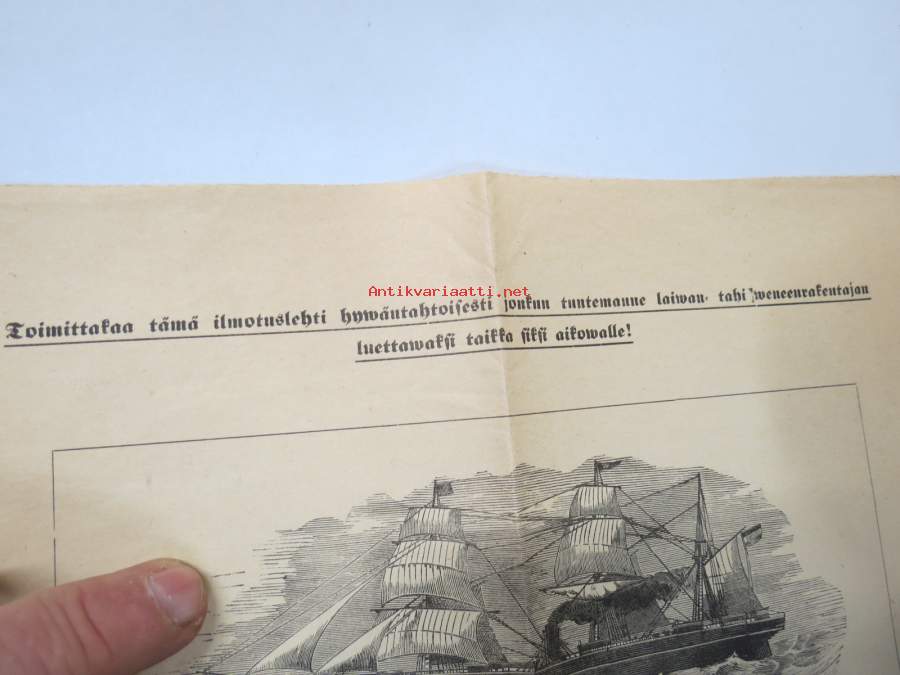 Antikvariaatti.net
Toimittakaa tämä ilmotuslehti hywäntahtoisesti jonkun tuntemanne laiwan- tahi weneenrakentajan
luettawaksi taikka siksi aikowalle!